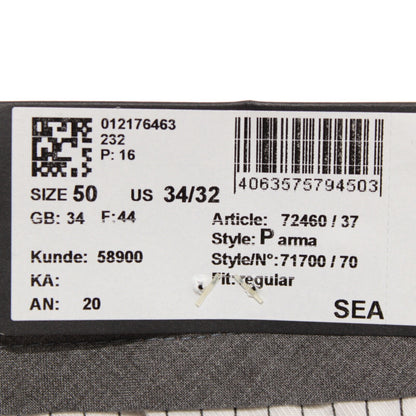 012176463
232
P: 16
4063575794503
SIZE 50 US 34/32
GB: 34 F: 44
Article: 72460 / 37
Style: P arma
Kunde: 58900
Style/N°: 71700 / 70
KA:
Fit: regular
AN: 20
SEA